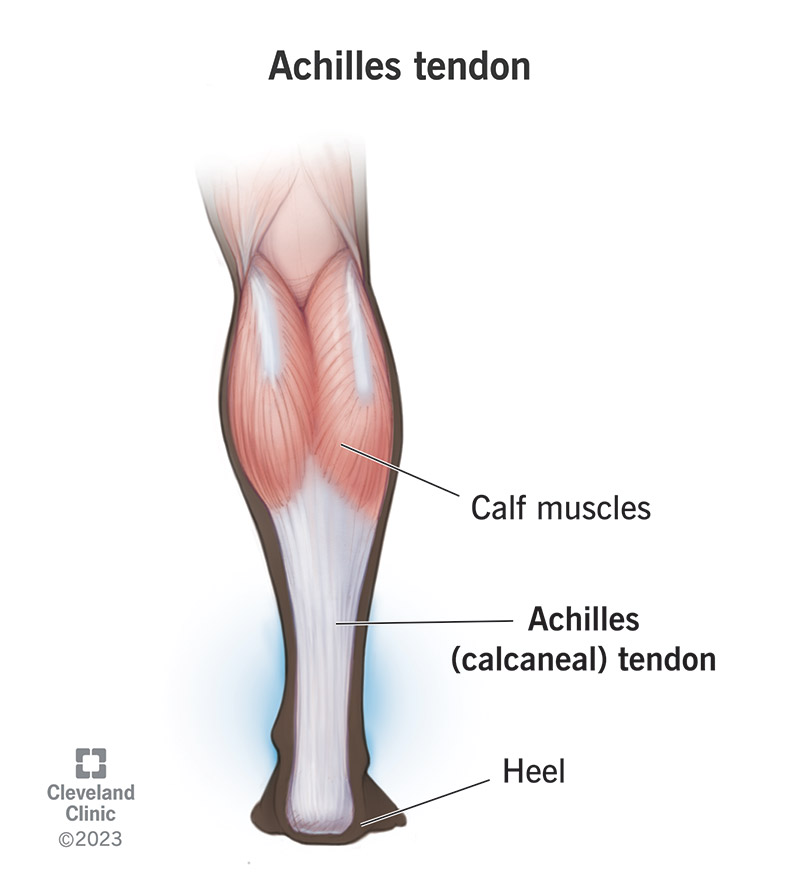 Achilles tendon
Calf muscles
Achilles
(calcaneal) tendon
Heel
Cleveland
Clinic
©2023